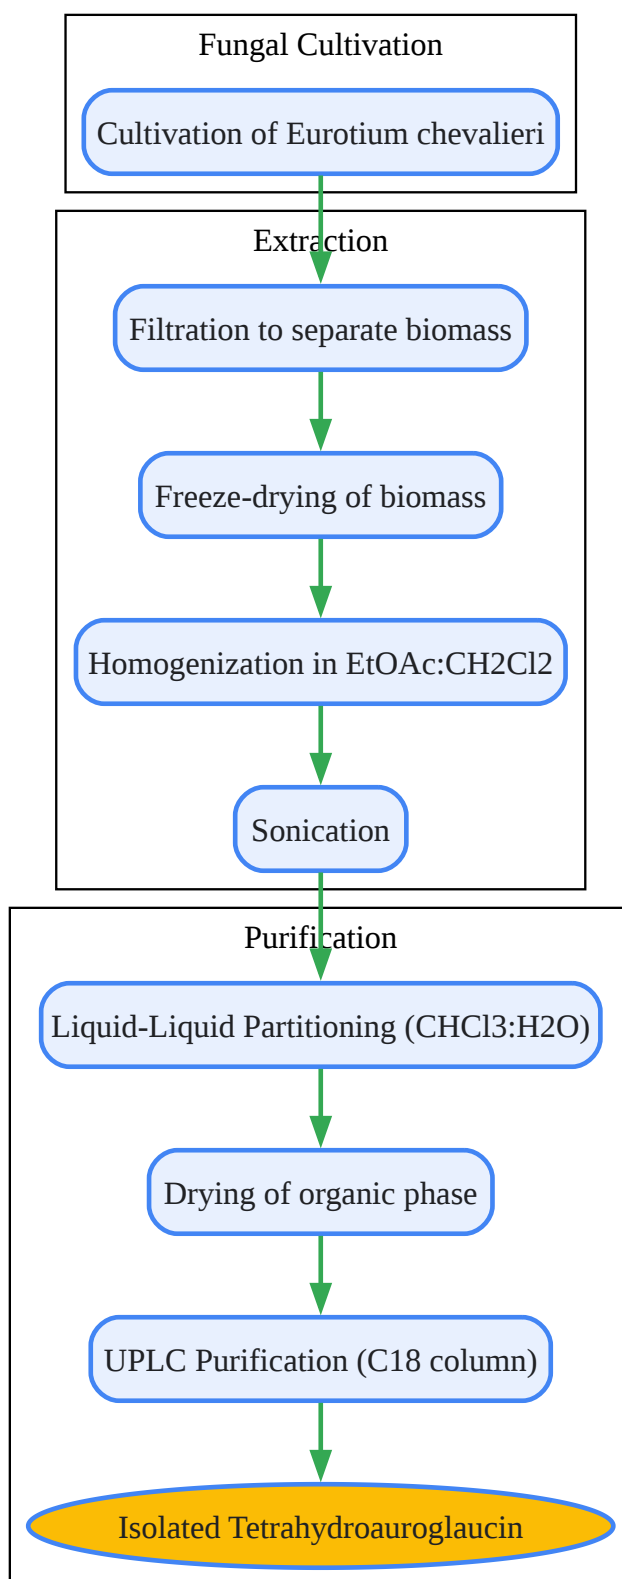 Fungal Cultivation
Cultivation of Eurotium chevalieri
Extraction
Filtration to separate biomass
Freeze-drying of biomass
Homogenization in EtOAc:CH2Cl2
Sonication
Purification
Liquid-Liquid Partitioning (CHCl3:H2O)
Drying of organic phase
UPLC Purification (C18 column)
Isolated Tetrahydroauroglaucin